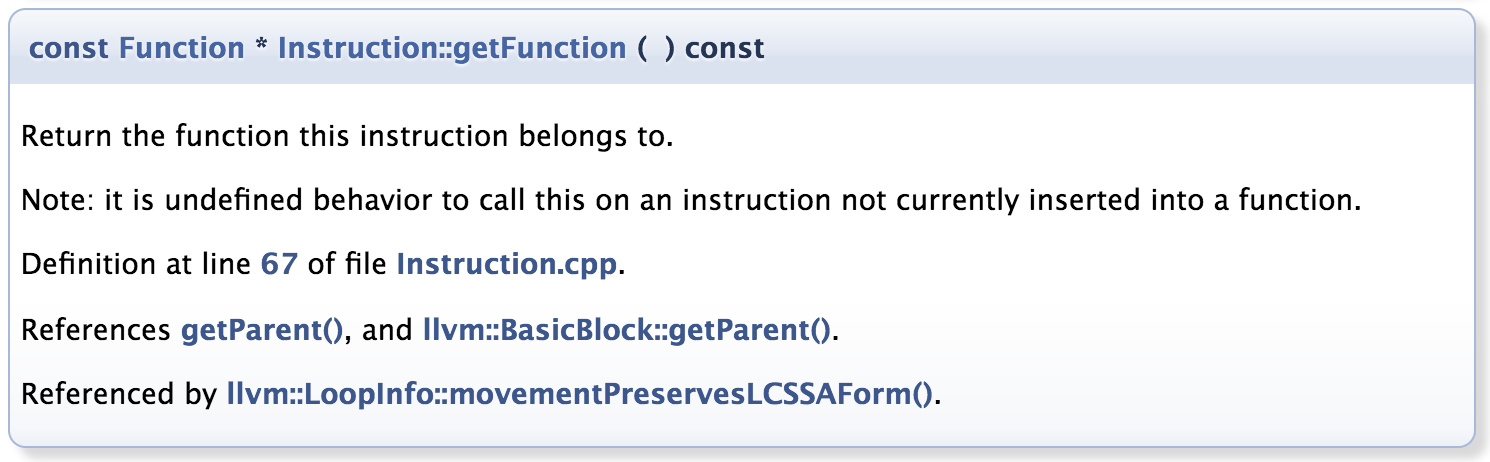 const Function * Instruction::getFunction ( ) const
Return the function this instruction belongs to.
Note: it is undefined behavior to call this on an instruction not currently inserted into a function.
Definition at line 67 of file Instruction.cpp.
References getParent(), and llvm::BasicBlock::getParent().
Referenced by llvm::LoopInfo::movementPreservesLCSSAForm().